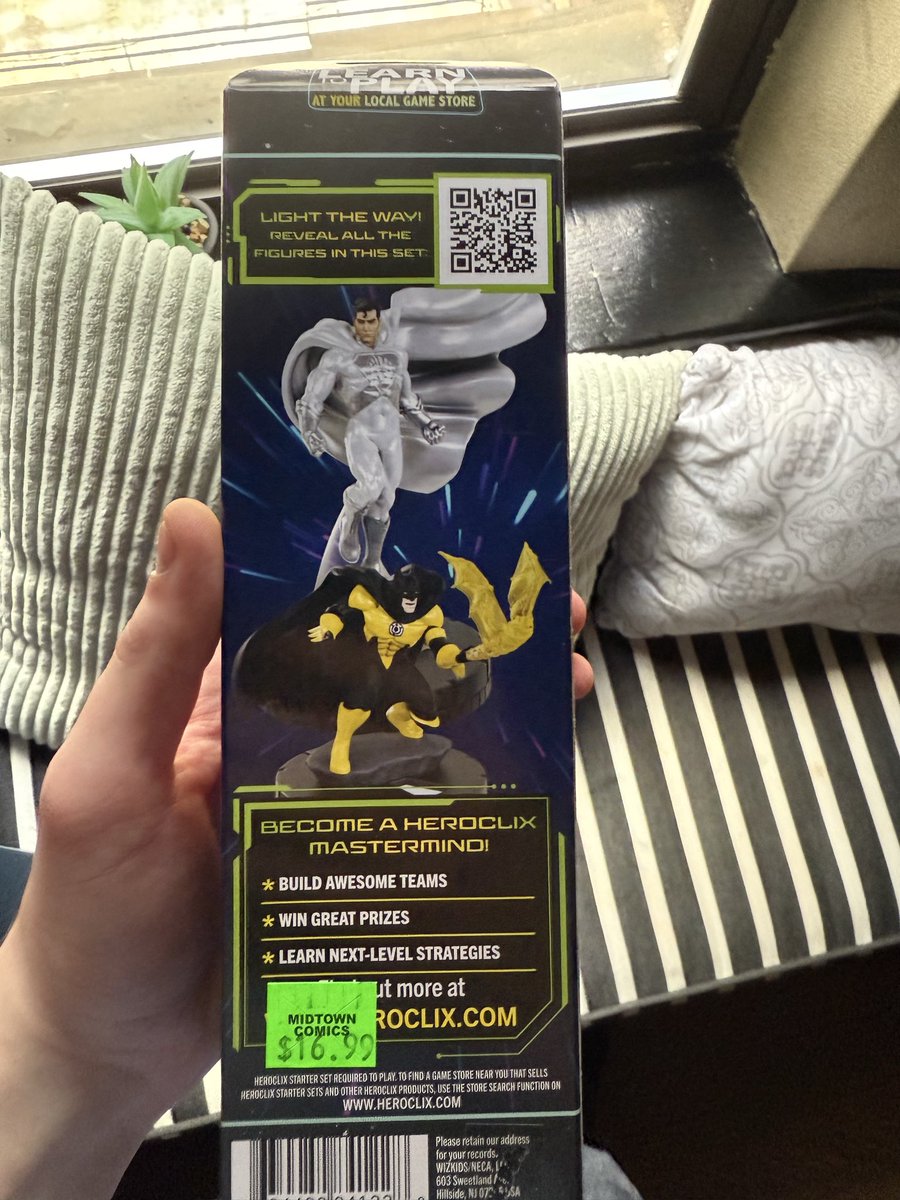 LEARN
TO PLAY
AT YOUR LOCAL GAME STORE
LIGHT THE WAY!
REVEAL ALL THE
FIGURES IN THIS SET.
BECOME A HEROCLIX
MASTERMIND!
* BUILD AWESOME TEAMS
* WIN GREAT PRIZES
* LEARN NEXT-LEVEL STRATEGIES
out more at
ROCLIX.COM
MIDTOWN
COMICS
$16.99
HEROCLIX STARTER SET REQUIRED TO PLAY. TO FIND A GAME STORE NEAR YOU THAT SELLS
HEROCLIX STARTER SETS AND OTHER HEROCLIX PRODUCTS, USE THE STORE SEARCH FUNCTION ON
WWW.HEROCLIX.COM
Please retain our address
for your records.
WIZKIDS/NECA,
603 Sweetland
Hillside, NJ